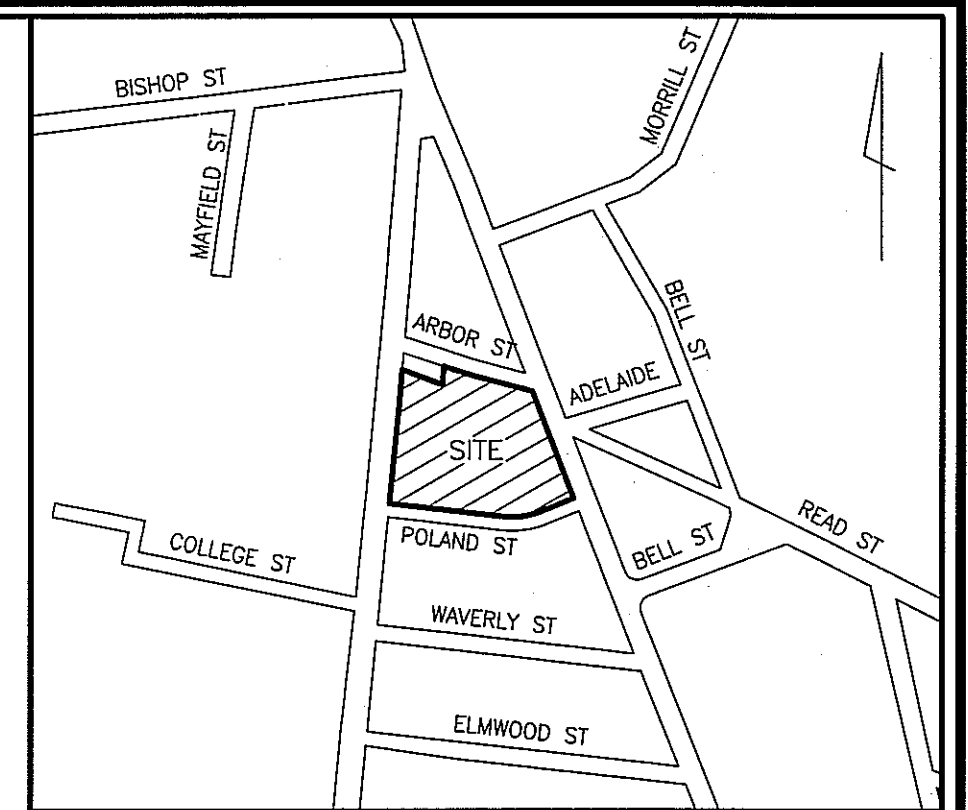 BISHOP ST
MORRILL ST
MAYFIELD ST
BELL ST
ARBOR ST
ADELAIDE
SITE
READ ST
POLAND ST
BELL ST
COLLEGE ST
WAVERLY ST
ELMWOOD ST